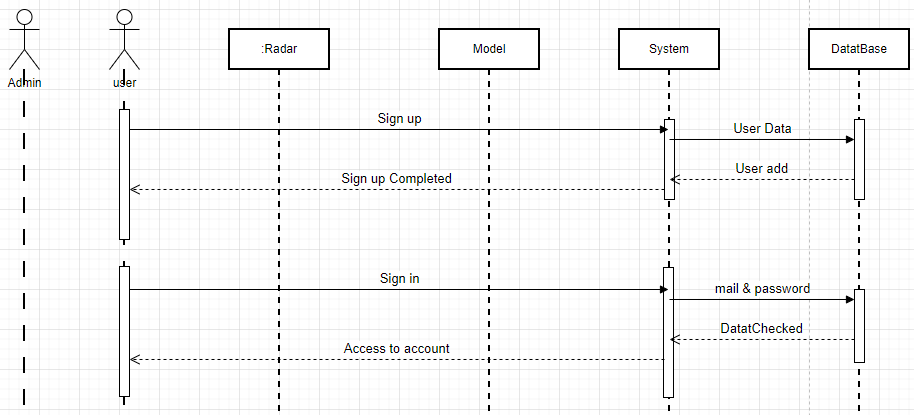 Admin
user
:Radar
Model
System
DatatBase
Sign up
User Data
User add
Sign up Completed
Sign in
mail & password
DatatChecked
Access to account